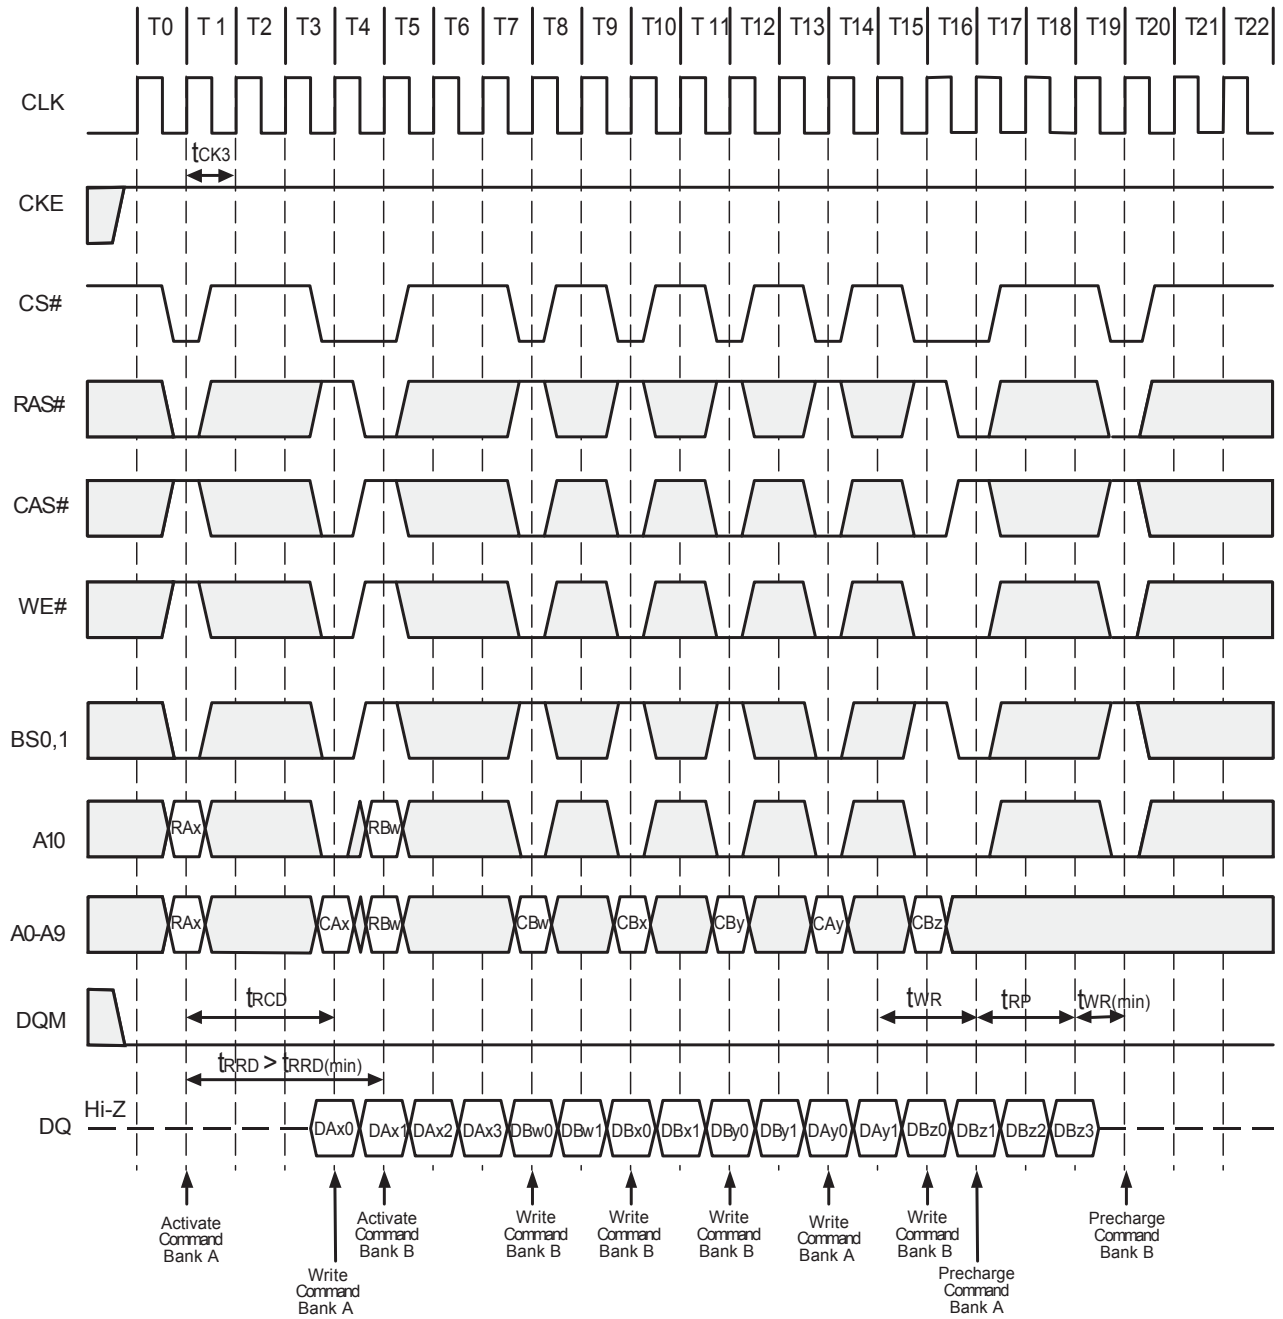 T0 T 1 T2 T3 T4 T5 T6 T7 T8 T9 T10 T 11 T12 T13 T14 T15 T16 T17 T18 T19 T20 T21 T22
CLK
tCK3
CKE
CS#
RAS#
CAS#
WE#
BS0,1
A10 RAx RBw
A0-A9 RAx CAx RBw CBw CBx CBy CAy CBz
DQM tRCD tWR tRP tWR(min)
tRRD > tRRD(min)
Hi-Z
DQ DAx0 DAx1 DAx2 DAx3 DBw0 DBw1 DBx0 DBx1 DBy0 DBy1 DAy0 DAy1 DBz0 DBz1 DBz2 DBz3
Activate
Command
Bank A
Write
Command
Bank A
Activate
Command
Bank B
Write
Command
Bank B
Write
Command
Bank B
Write
Command
Bank B
Write
Command
Bank A
Write
Command
Bank B
Precharge
Command
Bank A
Precharge
Command
Bank B